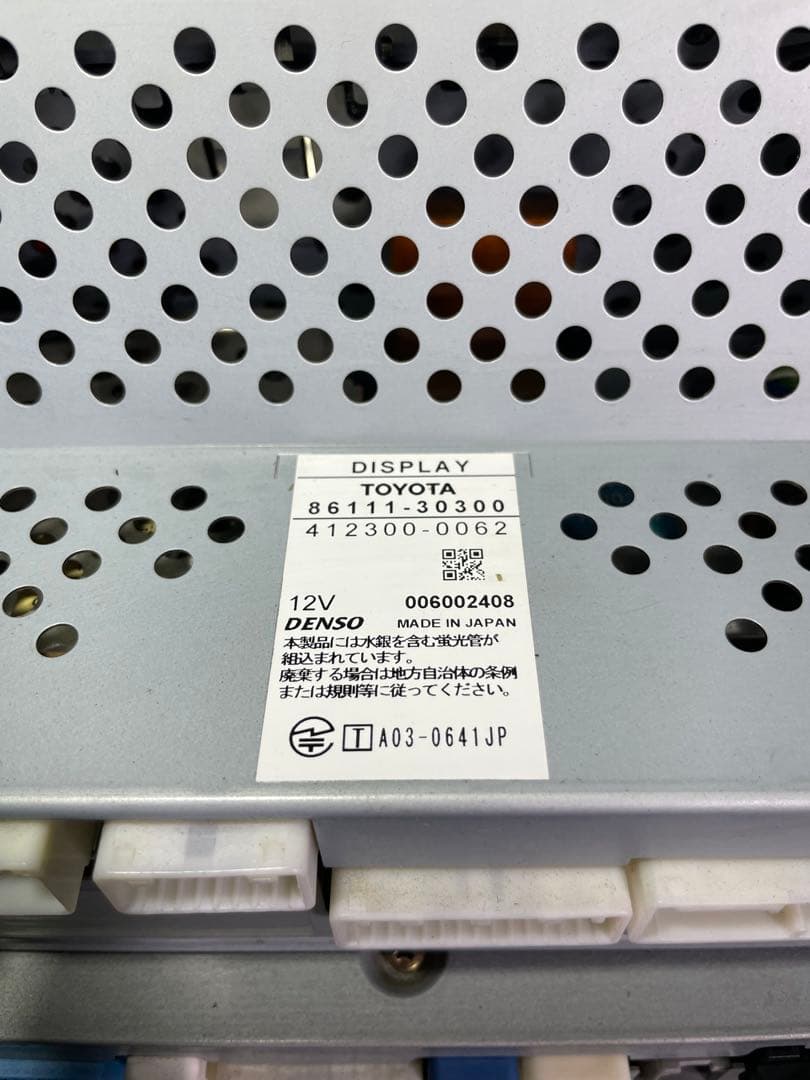 DISPLAY
TOYOTA
86111-30300
412300-0062
12V 006002408
DENSO MADE IN JAPAN
本製品には水銀を含む蛍光管が
組込まれています。
廃棄する場合は地方自治体の条例
または規則等に従ってください。
T A03-0641JP